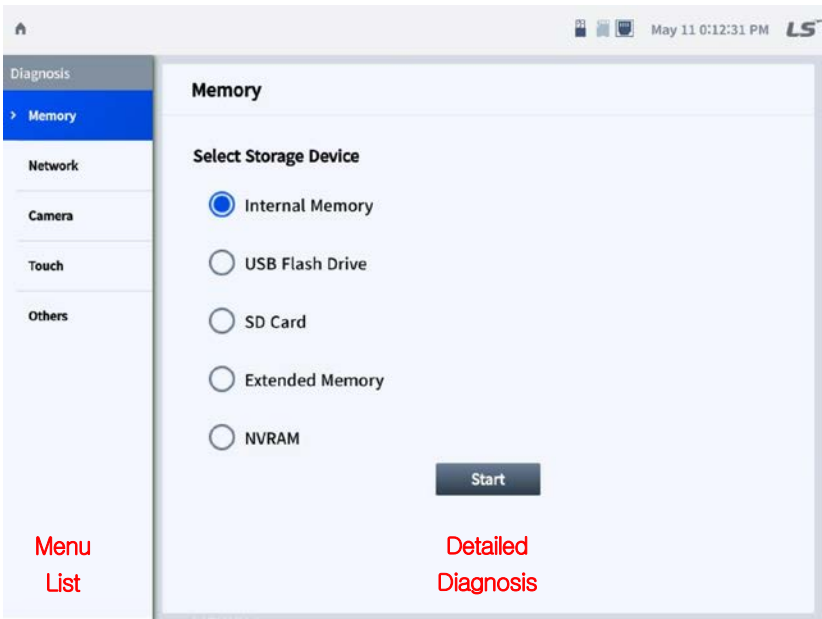 May 11 0:12:31 PM LS
Diagnosis
> Memory
Network
Camera
Touch
Others
Memory
Select Storage Device
Internal Memory
USB Flash Drive
SD Card
Extended Memory
NVRAM
Start
Menu
List
Detailed
Diagnosis